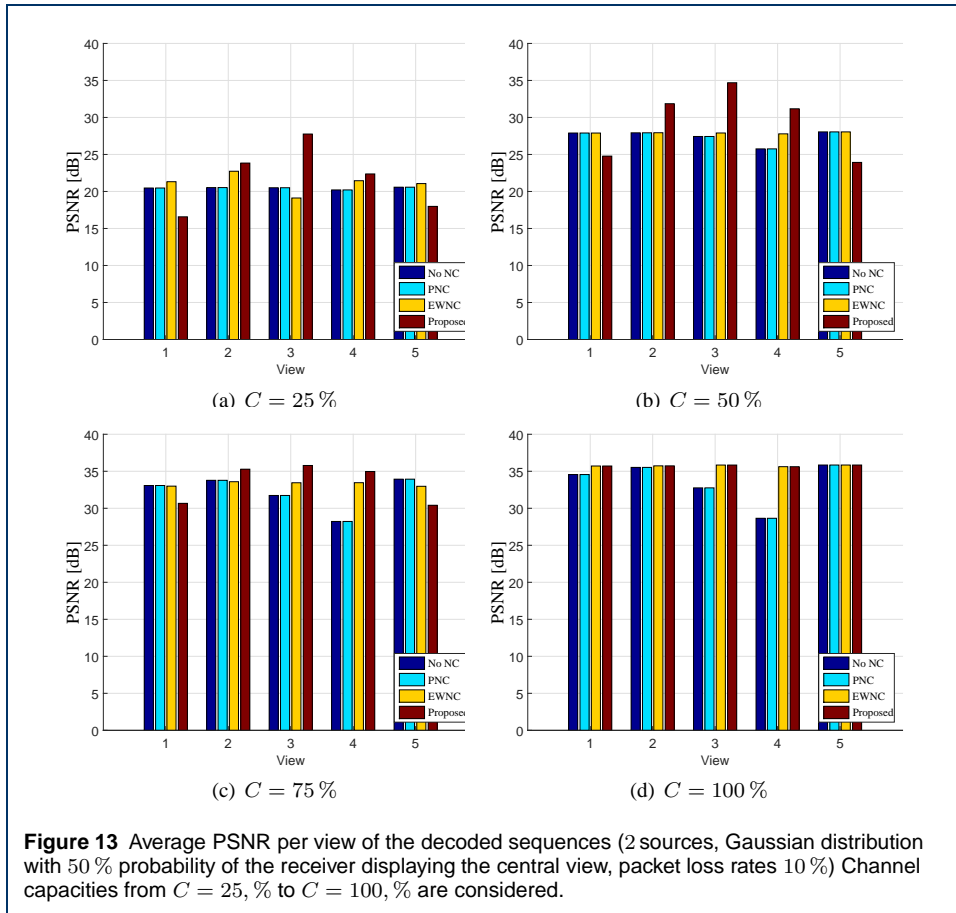 40
35
30
25
20
15
10
5
0
PSNR [dB]
No NC
PNC
EWNC
Proposed
1 2 3 4 5
View
(a) C = 25 %
40
35
30
25
20
15
10
5
0
PSNR [dB]
No NC
PNC
EWNC
Proposed
1 2 3 4 5
View
(b) C = 50 %
40
35
30
25
20
15
10
5
0
PSNR [dB]
No NC
PNC
EWNC
Proposed
1 2 3 4 5
View
(c) C = 75 %
40
35
30
25
20
15
10
5
0
PSNR [dB]
No NC
PNC
EWNC
Proposed
1 2 3 4 5
View
(d) C = 100 %
Figure 13 Average PSNR per view of the decoded sequences (2 sources, Gaussian distribution
with 50 % probability of the receiver displaying the central view, packet loss rates 10 %) Channel
capacities from C = 25, % to C = 100, % are considered.